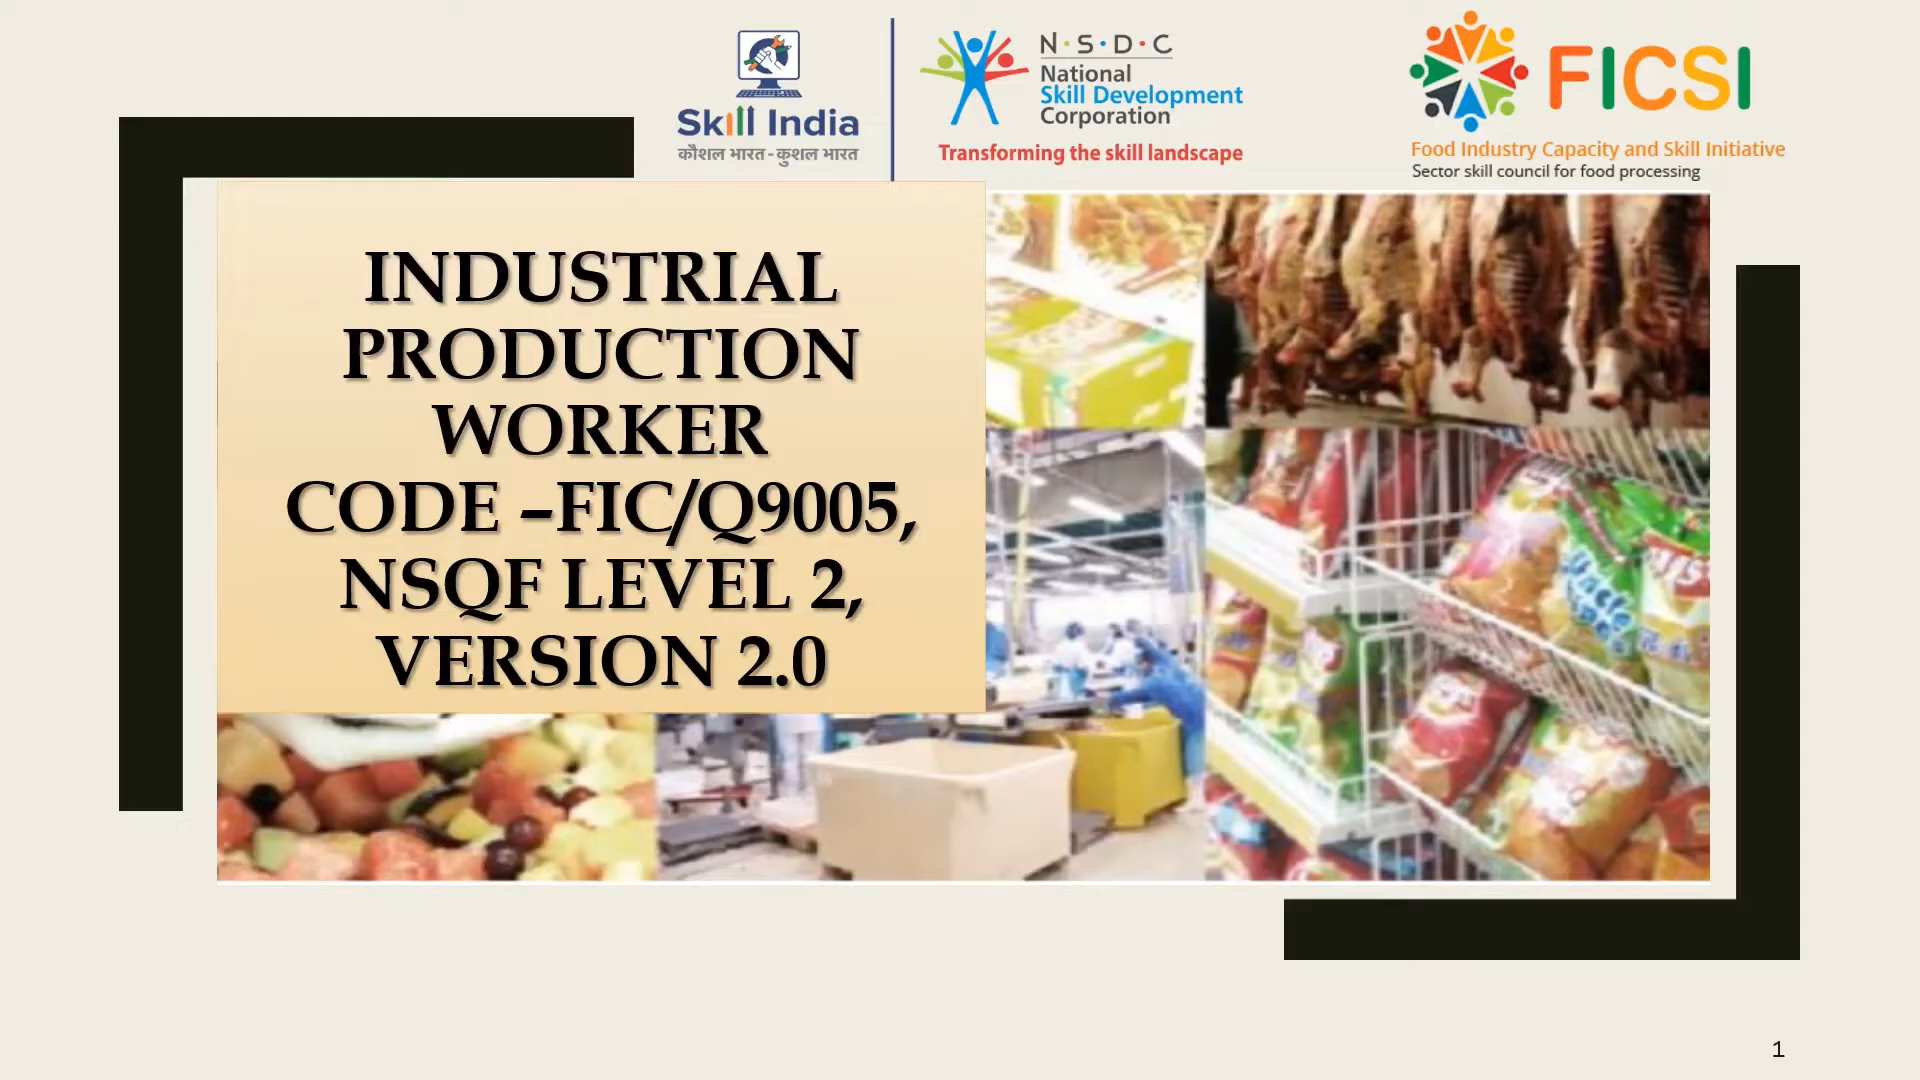 Skill India
कौशल भारत - कुशल भारत
N·S·D·C
National
Skill Development
Corporation
Transforming the skill landscape
FICSI
Food Industry Capacity and Skill Initiative
Sector skill council for food processing
INDUSTRIAL
PRODUCTION
WORKER
CODE –FIC/Q9005,
NSQF LEVEL 2,
VERSION 2.0
1